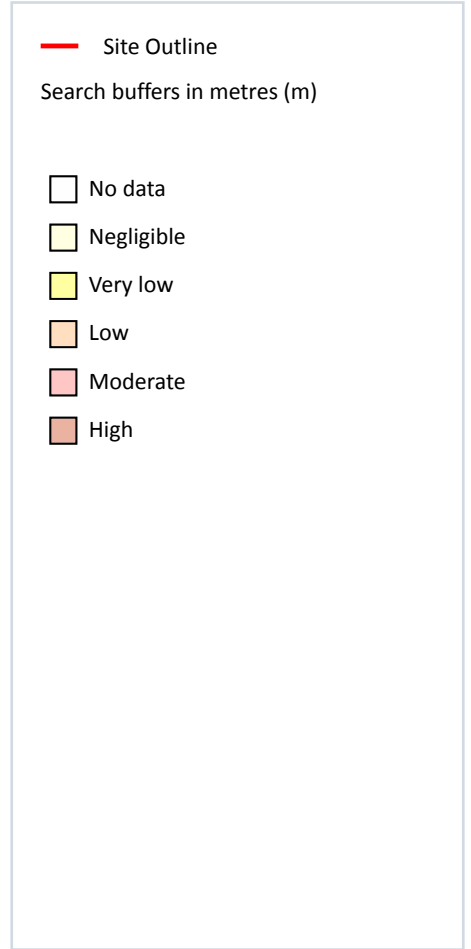 Site Outline
Search buffers in metres (m)
No data
Negligible
Very low
Low
Moderate
High